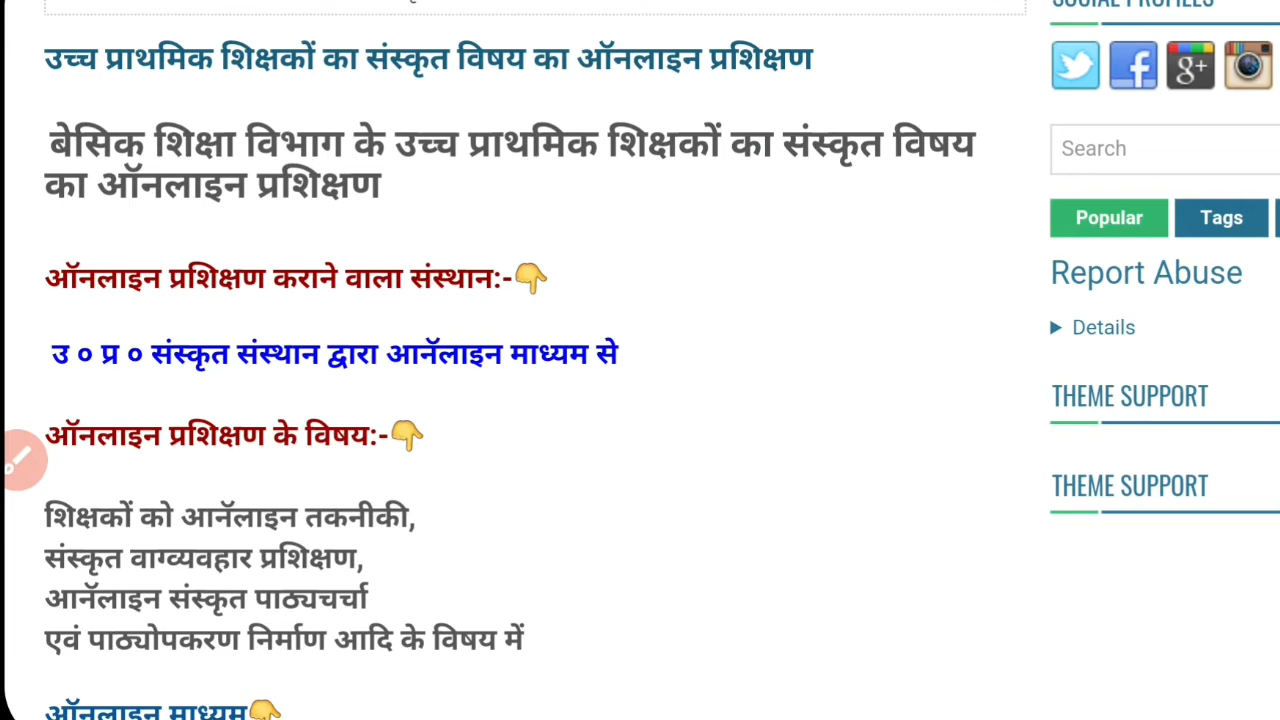 उच्च प्राथमिक शिक्षकों का संस्कृत विषय का ऑनलाइन प्रशिक्षण
बेसिक शिक्षा विभाग के उच्च प्राथमिक शिक्षकों का संस्कृत विषय
का ऑनलाइन प्रशिक्षण
ऑनलाइन प्रशिक्षण कराने वाला संस्थान:-👇
उ ० प्र ० संस्कृत संस्थान द्वारा आनॅलाइन माध्यम से
ऑनलाइन प्रशिक्षण के विषय:-👇
शिक्षकों को आनॅलाइन तकनीकी,
संस्कृत वाग्व्यवहार प्रशिक्षण,
आनॅलाइन संस्कृत पाठ्यचर्चा
एवं पाठ्योपकरण निर्माण आदि के विषय में
ऑनलाइन माध्यम👇
SOCIAL PROFILES
g+
Search
Popular
Tags
Report Abuse
▶ Details
THEME SUPPORT
THEME SUPPORT